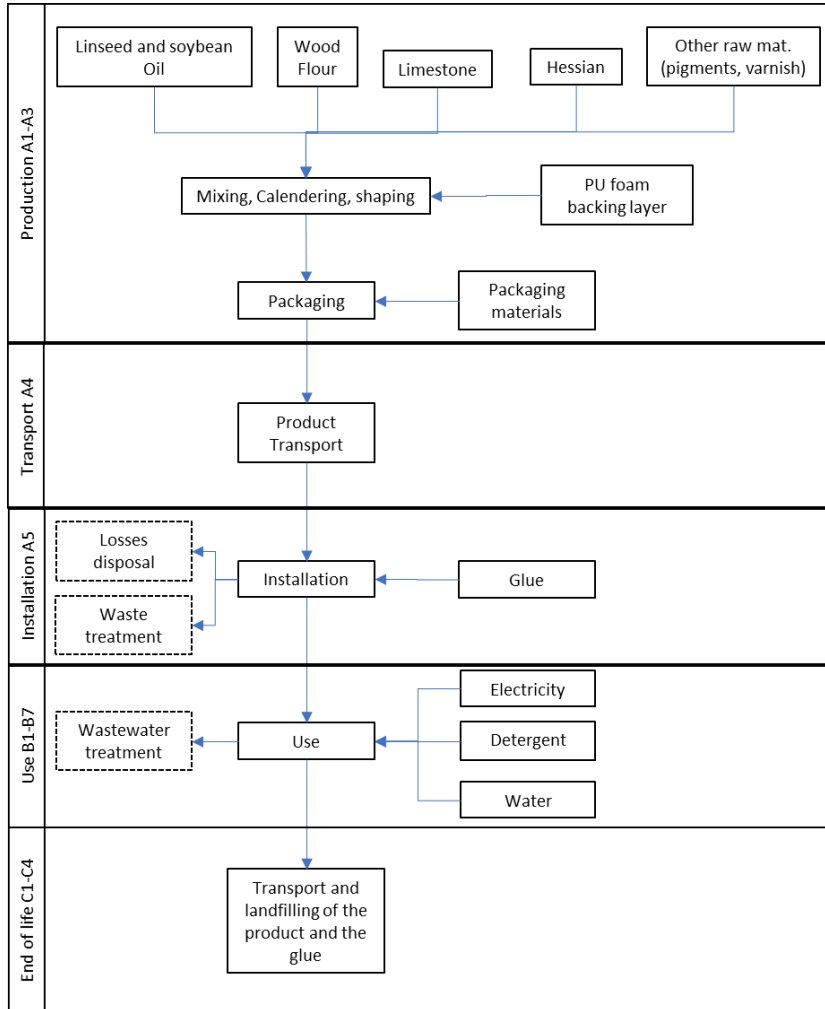 Production A1-A3
Linseed and soybean
Oil
Wood
Flour
Limestone
Hessian
Other raw mat.
(pigments, varnish)
Mixing, Calendering, shaping
PU foam
backing layer
Packaging
Packaging
materials
Transport A4
Product
Transport
Installation A5
Losses
disposal
Waste
treatment
Installation
Glue
Use B1-B7
Wastewater
treatment
Use
Electricity
Detergent
Water
End of life C1-C4
Transport and
landfilling of the
product and the
glue